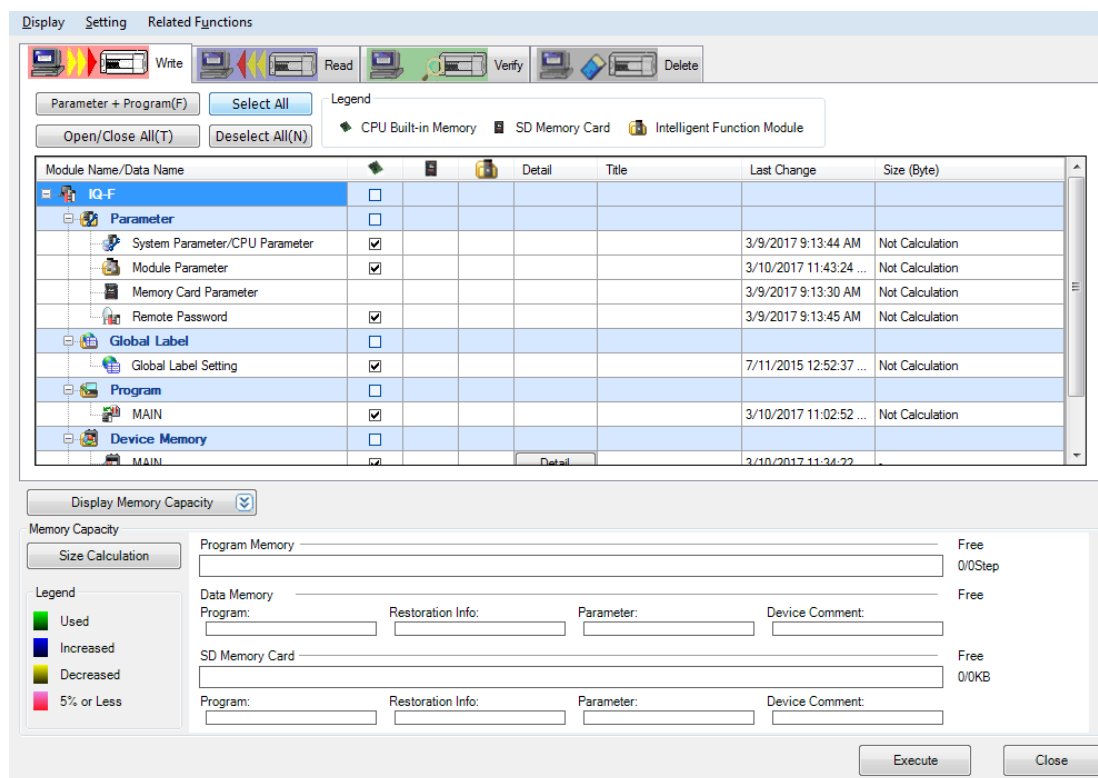 Display Setting Related Functions
Write Read Verify Delete
Parameter + Program(F) Select All Legend
Open/Close All(T) Deselect All(N) CPU Built-in Memory SD Memory Card Intelligent Function Module
Module Name/Data Name Detail Title Last Change Size (Byte)
IQ-F
Parameter
System Parameter/CPU Parameter 3/9/2017 9:13:44 AM Not Calculation
Module Parameter 3/10/2017 11:43:24 ... Not Calculation
Memory Card Parameter 3/9/2017 9:13:30 AM Not Calculation
Remote Password 3/9/2017 9:13:45 AM Not Calculation
Global Label
Global Label Setting 7/11/2015 12:52:37 ... Not Calculation
Program
MAIN 3/10/2017 11:02:52 ... Not Calculation
Device Memory
MAIN Detail 3/10/2017 11:34:22 -
Display Memory Capacity
Memory Capacity
Size Calculation Program Memory Free
0/0Step
Legend Data Memory Free
Used Program: Restoration Info: Parameter: Device Comment:
Increased
SD Memory Card Free
Decreased 0/0KB
5% or Less Program: Restoration Info: Parameter: Device Comment:
Execute Close